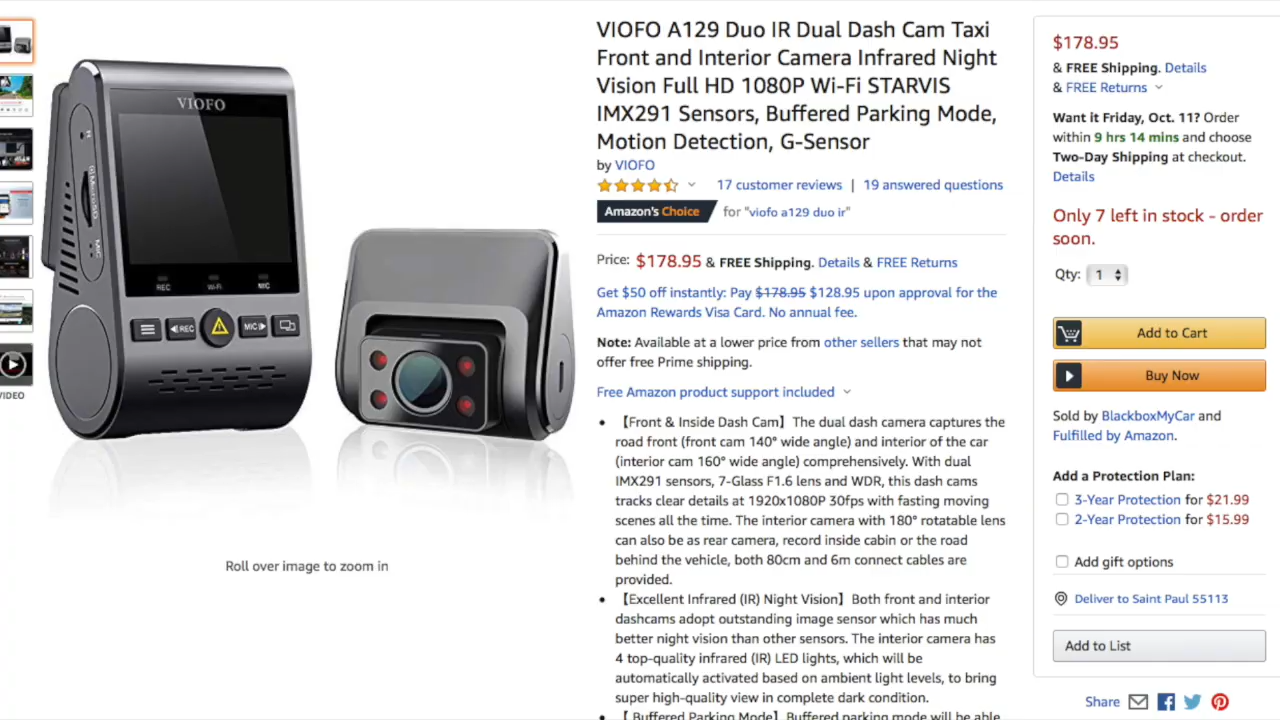 VIOFO A129 Duo IR Dual Dash Cam Taxi
Front and Interior Camera Infrared Night
Vision Full HD 1080P Wi-Fi STARVIS
IMX291 Sensors, Buffered Parking Mode,
Motion Detection, G-Sensor
by VIOFO
17 customer reviews | 19 answered questions
Amazon's Choice for "viofo a129 duo ir"
Price: $178.95 & FREE Shipping. Details & FREE Returns
Get $50 off instantly: Pay $178.95 $128.95 upon approval for the
Amazon Rewards Visa Card. No annual fee.
Note: Available at a lower price from other sellers that may not
offer free Prime shipping.
Free Amazon product support included
• 【Front & Inside Dash Cam】The dual dash camera captures the
road front (front cam 140° wide angle) and interior of the car
(interior cam 160° wide angle) comprehensively. With dual
IMX291 sensors, 7-Glass F1.6 lens and WDR, this dash cams
tracks clear details at 1920x1080P 30fps with fasting moving
scenes all the time. The interior camera with 180° rotatable lens
can also be as rear camera, record inside cabin or the road
behind the vehicle, both 80cm and 6m connect cables are
provided.
• 【Excellent Infrared (IR) Night Vision】Both front and interior
dashcams adopt outstanding image sensor which has much
better night vision than other sensors. The interior camera has
4 top-quality infrared (IR) LED lights, which will be
automatically activated based on ambient light levels, to bring
super high-quality view in complete dark condition.
• 【 Buffered Parking Mode】Buffered parking mode will be able
$178.95
& FREE Shipping. Details
& FREE Returns
Want it Friday, Oct. 11? Order
within 9 hrs 14 mins and choose
Two-Day Shipping at checkout.
Details
Only 7 left in stock - order
soon.
Qty: 1
Add to Cart
Buy Now
Sold by BlackboxMyCar and
Fulfilled by Amazon.
Add a Protection Plan:
3-Year Protection for $21.99
2-Year Protection for $15.99
Add gift options
Deliver to Saint Paul 55113
Add to List
Share
VIOFO
MicroSD
MIC
REC Wi-Fi MIC
REC MIC
VIDEO
Roll over image to zoom in